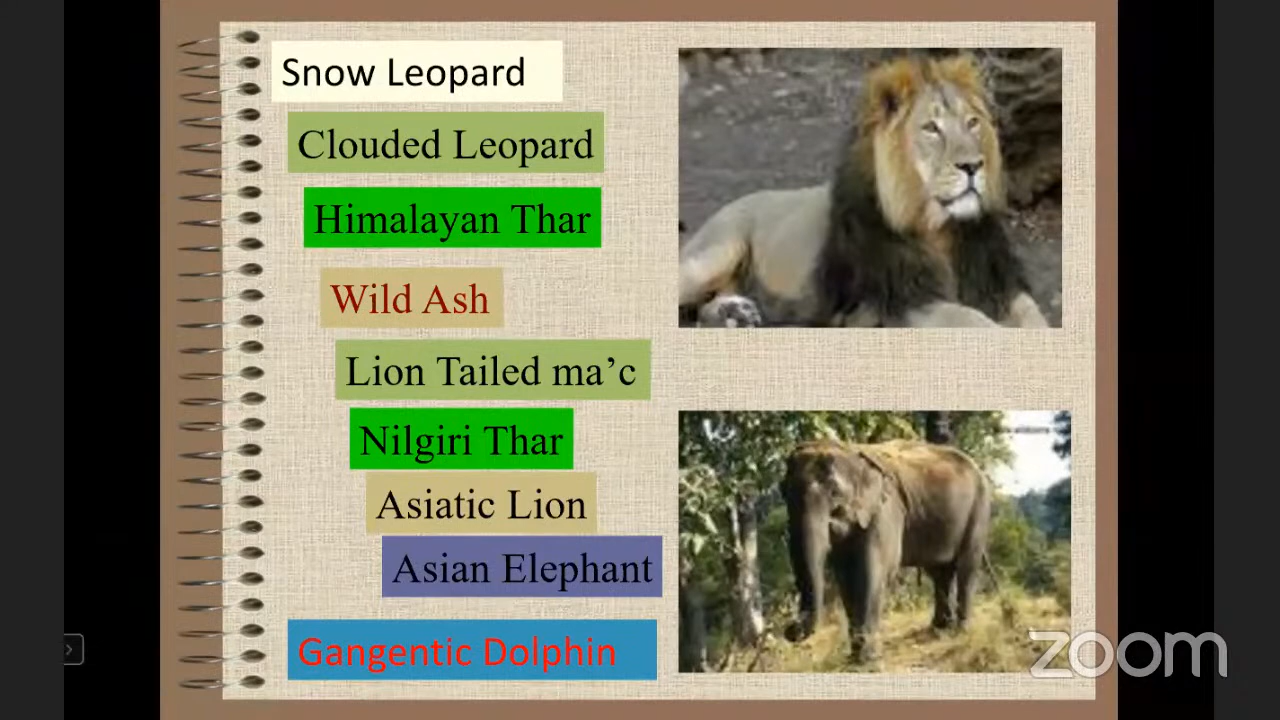 Snow Leopard
Clouded Leopard
Himalayan Thar
Wild Ash
Lion Tailed ma’c
Nilgiri Thar
Asiatic Lion
Asian Elephant
Gangentic Dolphin
zoom